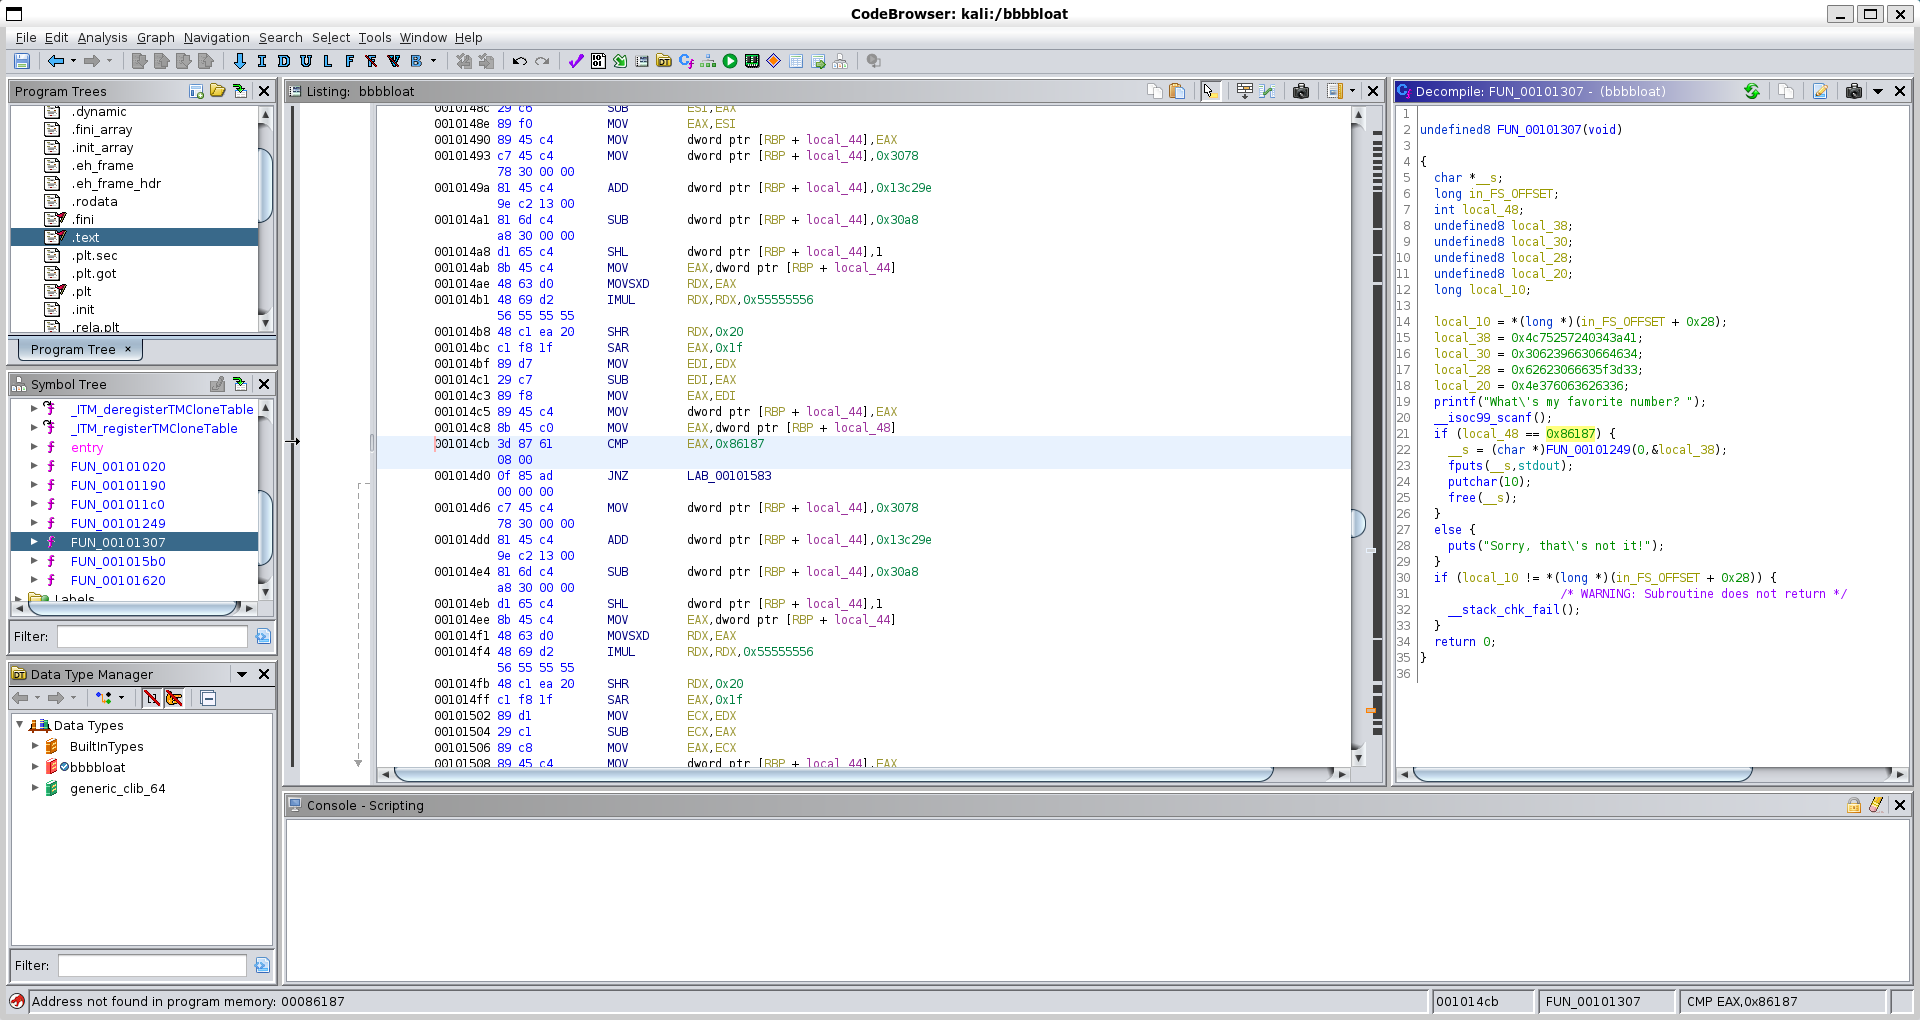 CodeBrowser: kali:/bbbbloat
File Edit Analysis Graph Navigation Search Select Tools Window Help
I D U L F F V B
Program Trees
.dynamic
.fini_array
.init_array
.eh_frame
.eh_frame_hdr
.rodata
.fini
.text
.plt.sec
.plt.got
.plt
.init
.rela.plt
Program Tree ×
Symbol Tree
_ITM_deregisterTMCloneTable
_ITM_registerTMCloneTable
entry
FUN_00101020
FUN_00101190
FUN_001011c0
FUN_00101249
FUN_00101307
FUN_001015b0
FUN_00101620
Labels
Filter:
Data Type Manager
Data Types
BuiltInTypes
bbbbloat
generic_clib_64
Filter:
Listing: bbbbloat
0010148c 29 c6 SUB ESI,EAX
0010148e 89 f0 MOV EAX,ESI
00101490 89 45 c4 MOV dword ptr [RBP + local_44],EAX
00101493 c7 45 c4 MOV dword ptr [RBP + local_44],0x3078
78 30 00 00
0010149a 81 45 c4 ADD dword ptr [RBP + local_44],0x13c29e
9e c2 13 00
001014a1 81 6d c4 SUB dword ptr [RBP + local_44],0x30a8
a8 30 00 00
001014a8 d1 65 c4 SHL dword ptr [RBP + local_44],1
001014ab 8b 45 c4 MOV EAX,dword ptr [RBP + local_44]
001014ae 48 63 d0 MOVSXD RDX,EAX
001014b1 48 69 d2 IMUL RDX,RDX,0x55555556
56 55 55 55
001014b8 48 c1 ea 20 SHR RDX,0x20
001014bc c1 f8 1f SAR EAX,0x1f
001014bf 89 d7 MOV EDI,EDX
001014c1 29 c7 SUB EDI,EAX
001014c3 89 f8 MOV EAX,EDI
001014c5 89 45 c4 MOV dword ptr [RBP + local_44],EAX
001014c8 8b 45 c0 MOV EAX,dword ptr [RBP + local_48]
001014cb 3d 87 61 CMP EAX,0x86187
08 00
001014d0 0f 85 ad JNZ LAB_00101583
00 00 00
001014d6 c7 45 c4 MOV dword ptr [RBP + local_44],0x3078
78 30 00 00
001014dd 81 45 c4 ADD dword ptr [RBP + local_44],0x13c29e
9e c2 13 00
001014e4 81 6d c4 SUB dword ptr [RBP + local_44],0x30a8
a8 30 00 00
001014eb d1 65 c4 SHL dword ptr [RBP + local_44],1
001014ee 8b 45 c4 MOV EAX,dword ptr [RBP + local_44]
001014f1 48 63 d0 MOVSXD RDX,EAX
001014f4 48 69 d2 IMUL RDX,RDX,0x55555556
56 55 55 55
001014fb 48 c1 ea 20 SHR RDX,0x20
001014ff c1 f8 1f SAR EAX,0x1f
00101502 89 d1 MOV ECX,EDX
00101504 29 c1 SUB ECX,EAX
00101506 89 c8 MOV EAX,ECX
00101508 89 45 c4 MOV dword ptr [RBP + local_44],EAX
Decompile: FUN_00101307 - (bbbbloat)
1
2 undefined8 FUN_00101307(void)
3
4 {
5 char *__s;
6 long in_FS_OFFSET;
7 int local_48;
8 undefined8 local_38;
9 undefined8 local_30;
10 undefined8 local_28;
11 undefined8 local_20;
12 long local_10;
13
14 local_10 = *(long *)(in_FS_OFFSET + 0x28);
15 local_38 = 0x4c75257240343a41;
16 local_30 = 0x3062396630664634;
17 local_28 = 0x62623066635f3d33;
18 local_20 = 0x4e376063626336;
19 printf("What\'s my favorite number? ");
20 __isoc99_scanf();
21 if (local_48 == 0x86187) {
22 __s = (char *)FUN_00101249(0,&local_38);
23 fputs(__s,stdout);
24 putchar(10);
25 free(__s);
26 }
27 else {
28 puts("Sorry, that\'s not it!");
29 }
30 if (local_10 != *(long *)(in_FS_OFFSET + 0x28)) {
31 /* WARNING: Subroutine does not return */
32 __stack_chk_fail();
33 }
34 return 0;
35 }
36
Console - Scripting
Address not found in program memory: 00086187
001014cb FUN_00101307 CMP EAX,0x86187